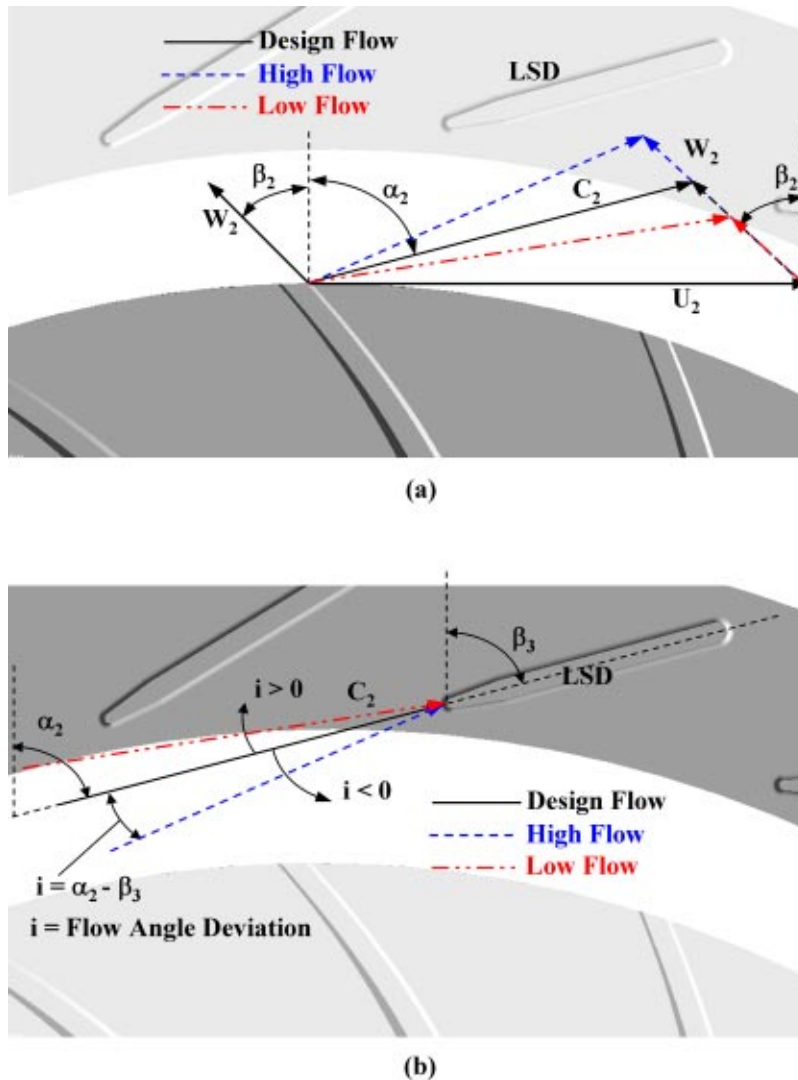 Design Flow
High Flow
Low Flow
LSD
β₂
α₂
W₂
W₂
C₂
β₂
U₂
(a)
β₃
LSD
i > 0
C₂
α₂
i < 0
Design Flow
High Flow
Low Flow
i = α₂ - β₃
i = Flow Angle Deviation
(b)